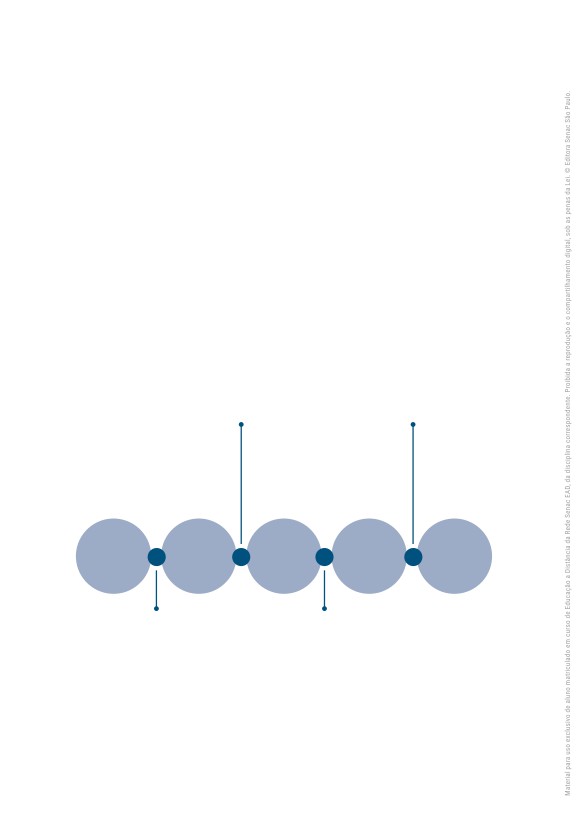 Material para uso exclusivo de aluno matriculado em curso de Educação a Distância da Rede Senac EAD, da disciplina correspondente. Proibida a reprodução e o compartilhamento digital, sob as penas da Lei. © Editora Senac São Paulo.